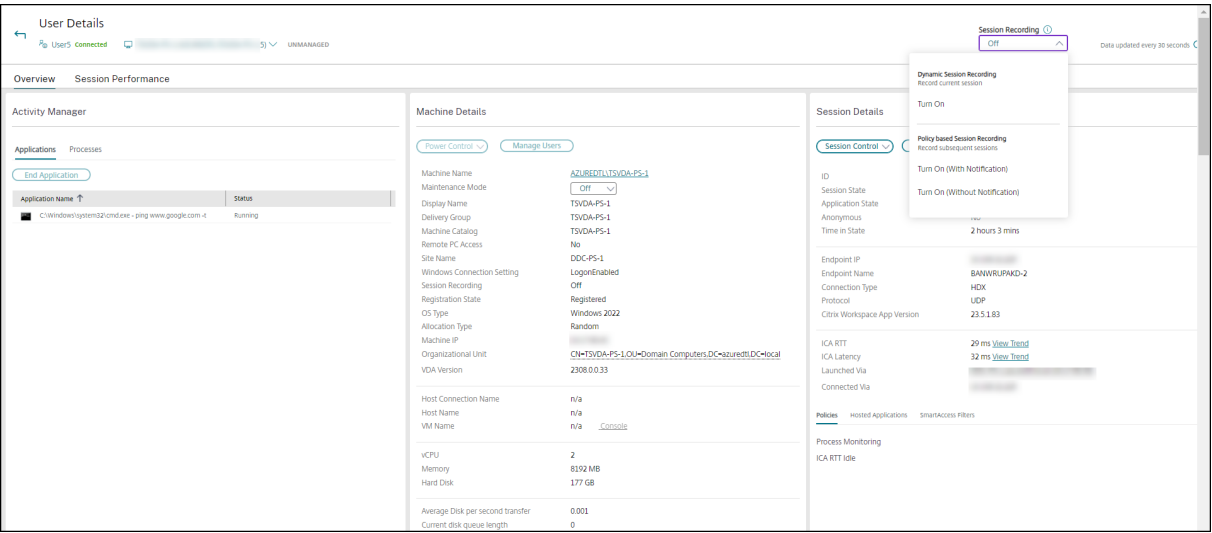 User Details
User5 Connected 5) UNMANAGED
Session Recording
Off
Data updated every 30 seconds
Overview Session Performance
Dynamic Session Recording
Record current session
Turn On
Policy based Session Recording
Record subsequent sessions
Turn On (With Notification)
Turn On (Without Notification)
Activity Manager
Applications Processes
End Application
Application Name Status
C:\Windows\system32\cmd.exe - ping www.google.com -t Running
Machine Details
Power Control Manage Users
Machine Name AZUREDTL\TSVDA-PS-1
Maintenance Mode Off
Display Name TSVDA-PS-1
Delivery Group TSVDA-PS-1
Machine Catalog TSVDA-PS-1
Remote PC Access No
Site Name DDC-PS-1
Windows Connection Setting LogonEnabled
Session Recording Off
Registration State Registered
OS Type Windows 2022
Allocation Type Random
Machine IP
Organizational Unit CN=TSVDA-PS-1,OU=Domain Computers,DC=azuredtl,DC=local
VDA Version 2308.0.0.33
Host Connection Name n/a
Host Name n/a
VM Name n/a Console
vCPU 2
Memory 8192 MB
Hard Disk 177 GB
Average Disk per second transfer 0.001
Current disk queue length 0
Session Details
Session Control
ID
Session State
Application State
Anonymous No
Time in State 2 hours 3 mins
Endpoint IP
Endpoint Name BANWRUPAKD-2
Connection Type HDX
Protocol UDP
Citrix Workspace App Version 23.5.1.83
ICA RTT 29 ms View Trend
ICA Latency 32 ms View Trend
Launched Via
Connected Via
Policies Hosted Applications SmartAccess Filters
Process Monitoring
ICA RTT Idle